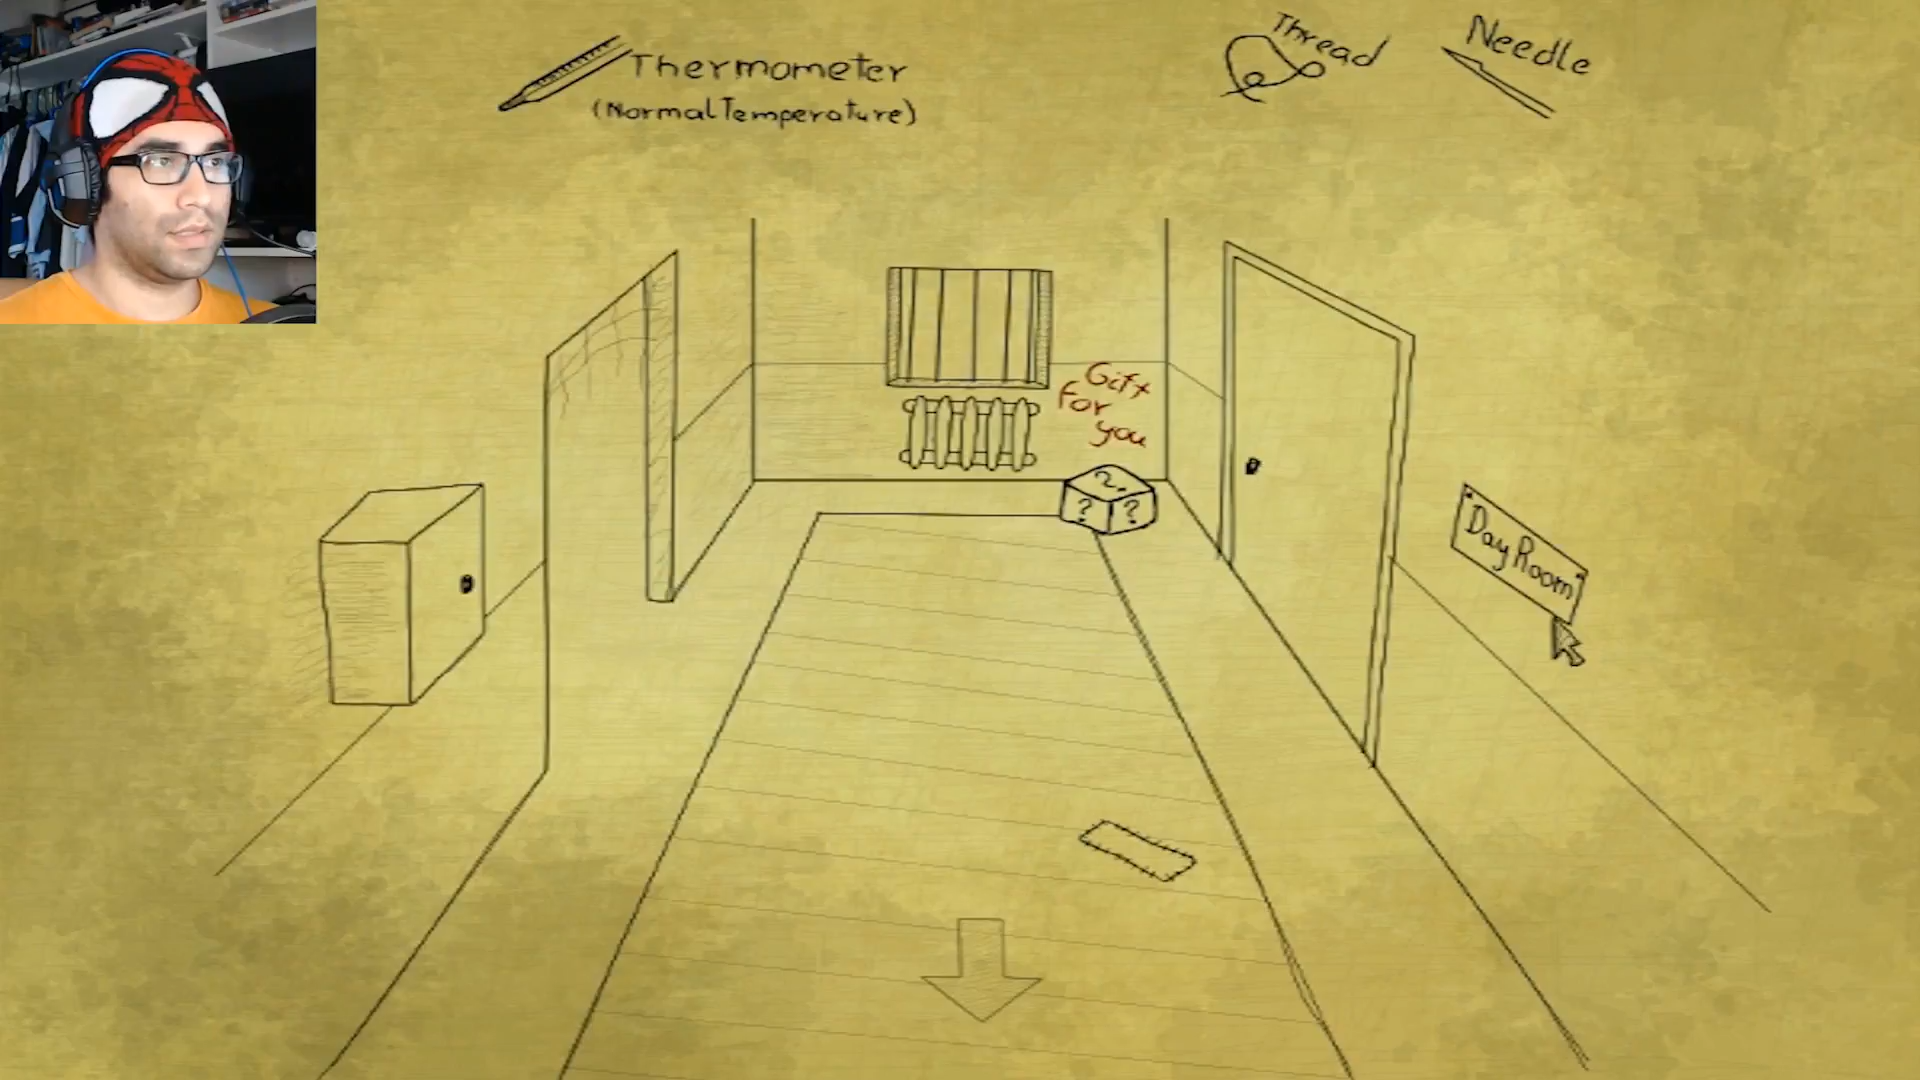 Thermometer
(Normal Temperature)
Thread
Needle
Gift
for
you
? ? ?
Day Room